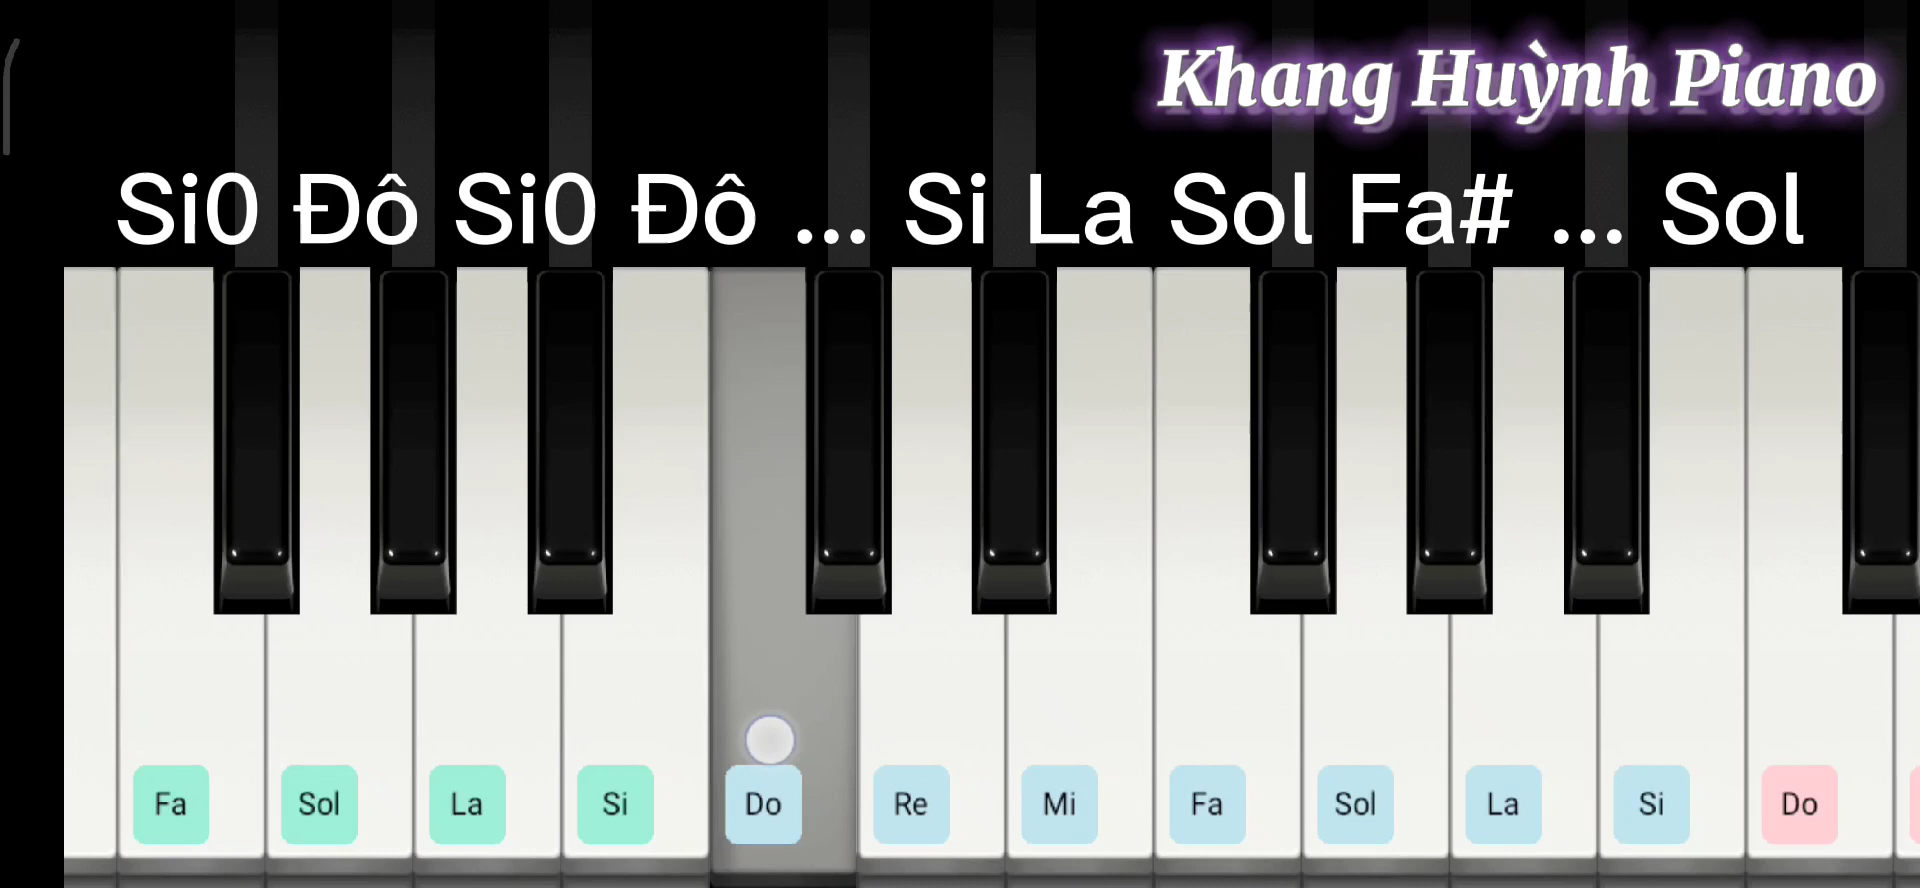 Khang Huỳnh Piano
Si0 Đô Si0 Đô ... Si La Sol Fa# ... Sol
Fa Sol La Si Do Re Mi Fa Sol La Si Do